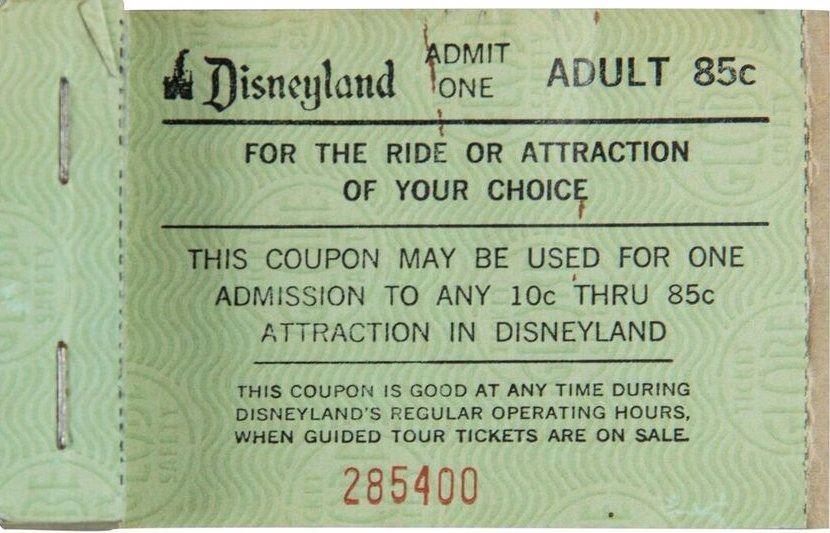 Disneyland ADMIT ONE ADULT 85c
FOR THE RIDE OR ATTRACTION
OF YOUR CHOICE
THIS COUPON MAY BE USED FOR ONE
ADMISSION TO ANY 10c THRU 85c
ATTRACTION IN DISNEYLAND
THIS COUPON IS GOOD AT ANY TIME DURING
DISNEYLAND'S REGULAR OPERATING HOURS,
WHEN GUIDED TOUR TICKETS ARE ON SALE.
285400